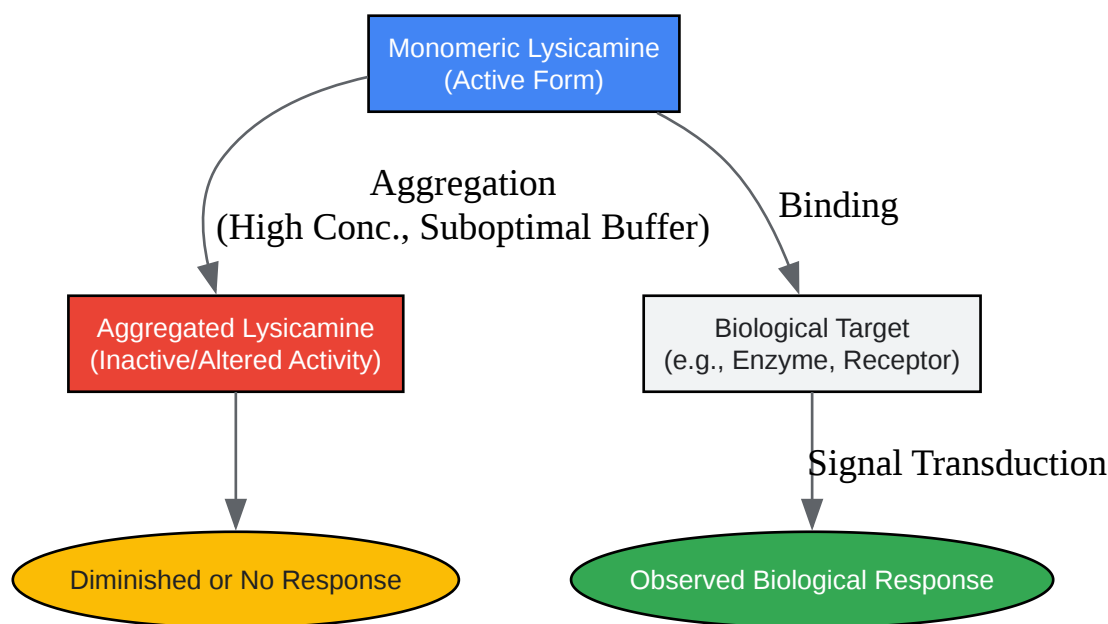 Monomeric Lysicamine
(Active Form)
Aggregation
(High Conc., Suboptimal Buffer)
Binding
Aggregated Lysicamine
(Inactive/Altered Activity)
Biological Target
(e.g., Enzyme, Receptor)
Signal Transduction
Diminished or No Response
Observed Biological Response